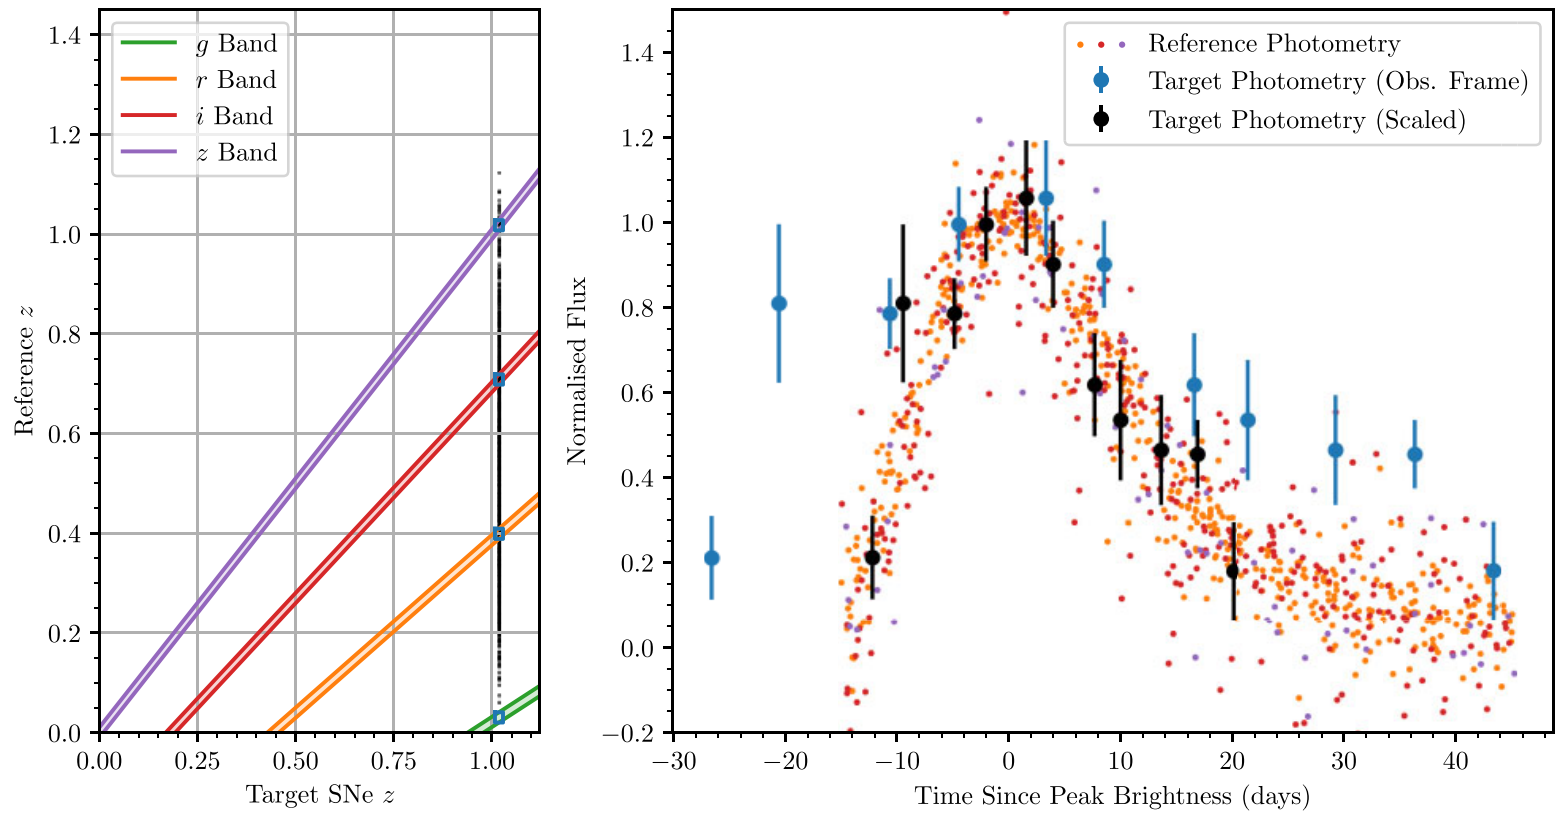 g Band
r Band
i Band
z Band
1.4
1.2
1.0
0.8
0.6
0.4
0.2
0.0
Reference z
0.00
0.25
0.50
0.75
1.00
Target SNe z
Reference Photometry
Target Photometry (Obs. Frame)
Target Photometry (Scaled)
1.4
1.2
1.0
0.8
0.6
0.4
0.2
0.0
−0.2
Normalised Flux
−30
−20
−10
0
10
20
30
40
Time Since Peak Brightness (days)